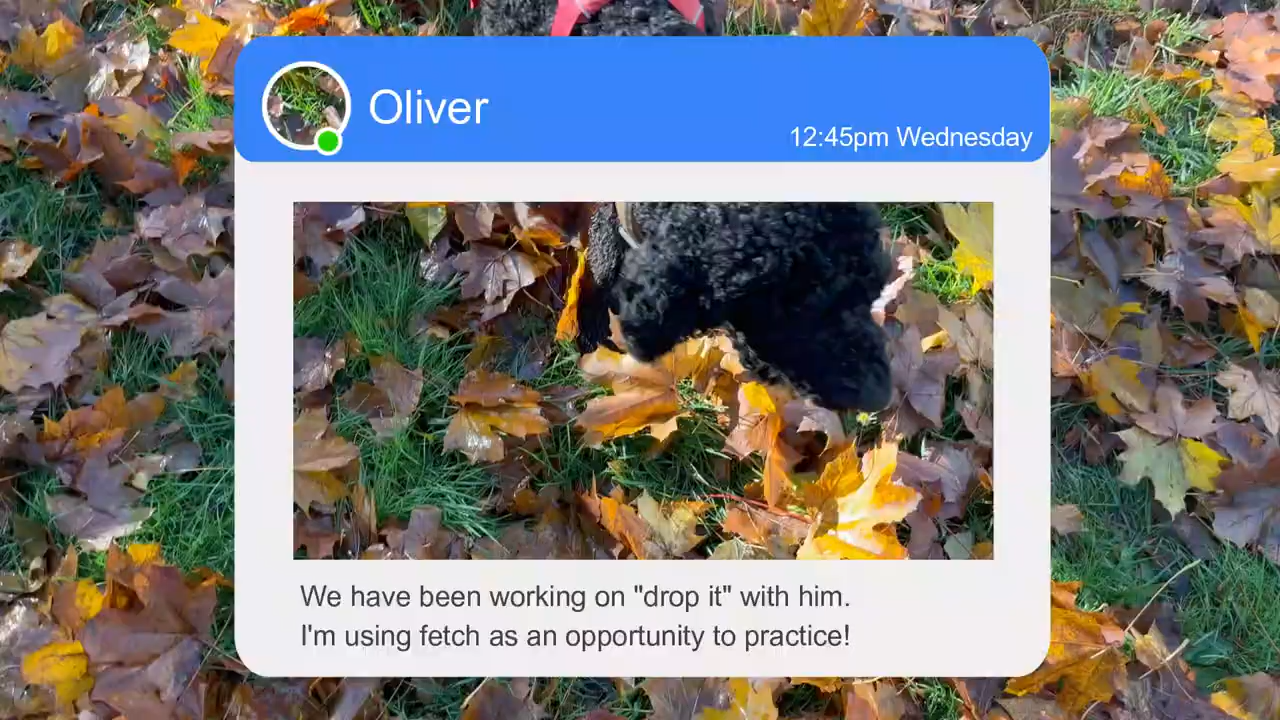 Oliver
12:45pm Wednesday
We have been working on "drop it" with him.
I'm using fetch as an opportunity to practice!